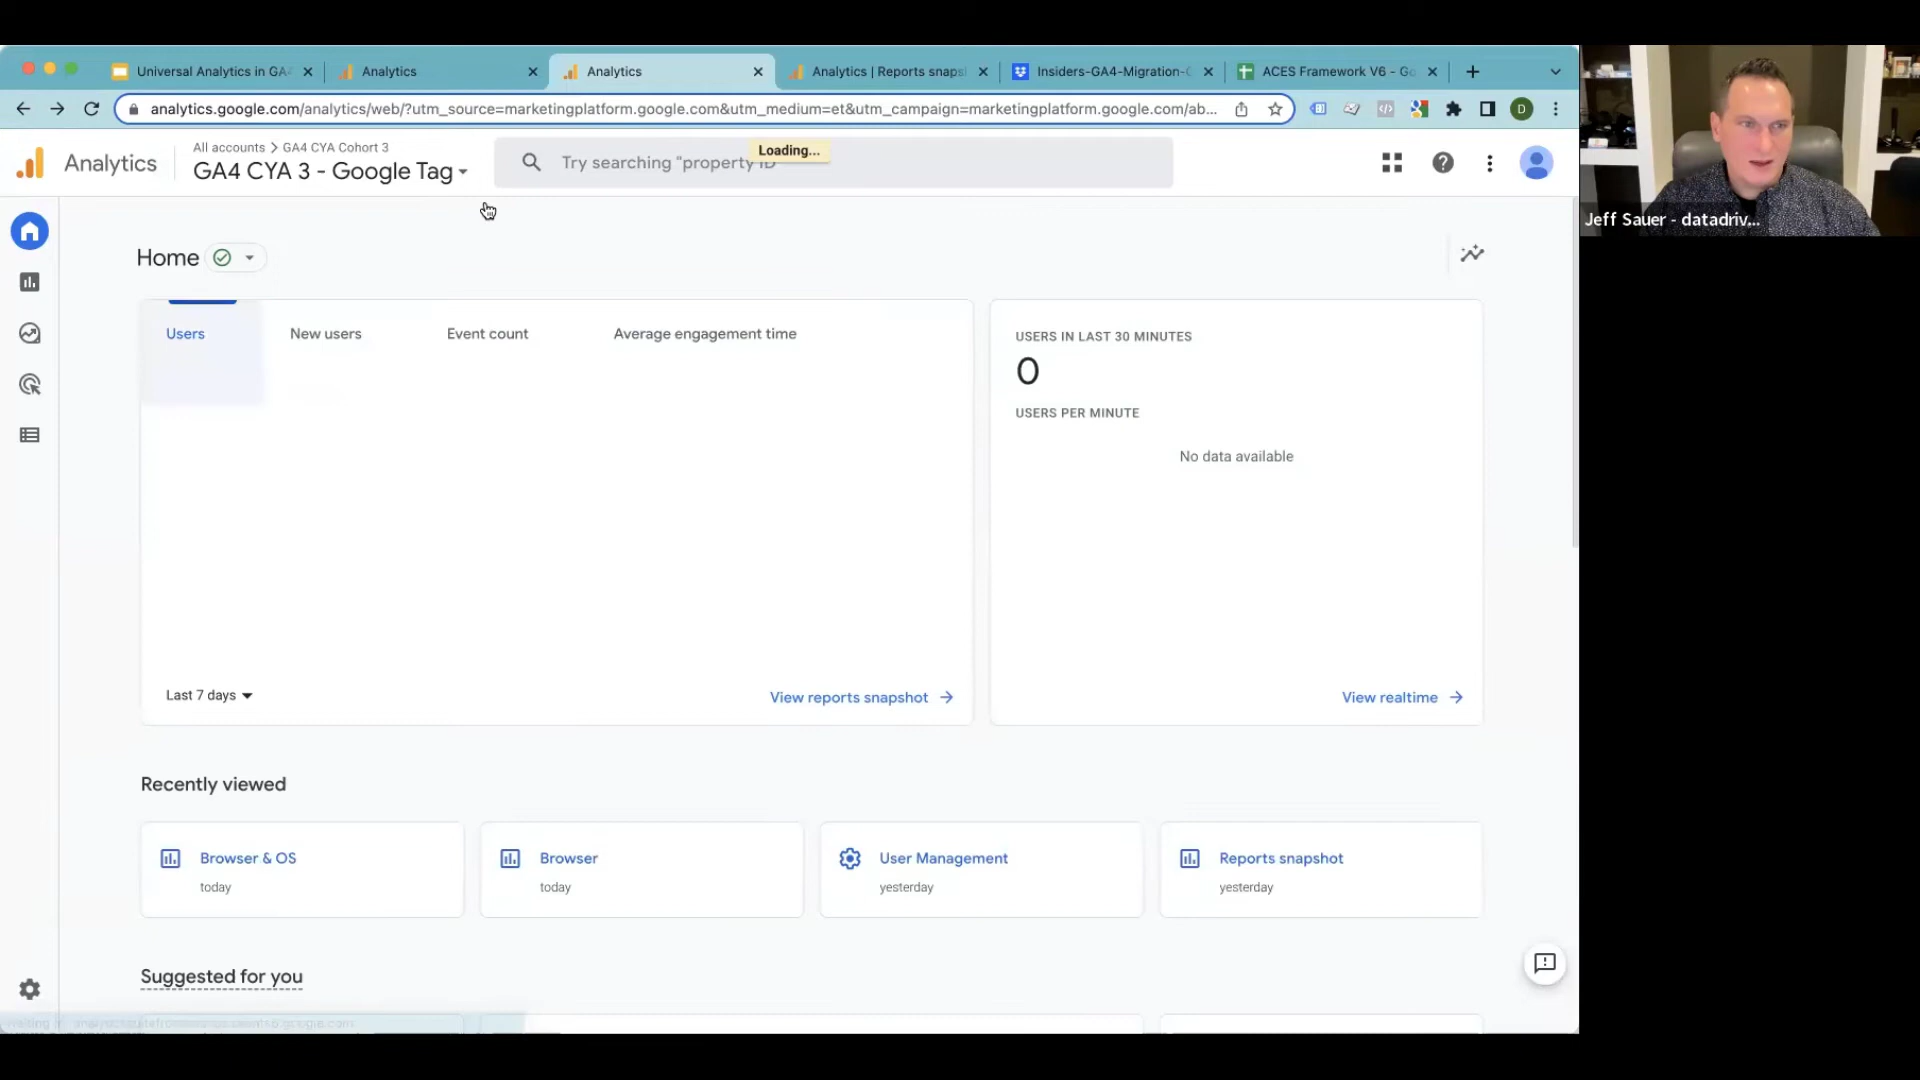 Universal Analytics in GA4
Analytics
Analytics
Analytics | Reports snaps
Insiders-GA4-Migration-
ACES Framework V6 - Go
analytics.google.com/analytics/web/?utm_source=marketingplatform.google.com&utm_medium=et&utm_campaign=marketingplatform.google.com/ab...
D
Analytics
All accounts > GA4 CYA Cohort 3
GA4 CYA 3 - Google Tag
Try searching "property ID"
Loading...
Jeff Sauer - datadriv...
Home
Users
New users
Event count
Average engagement time
USERS IN LAST 30 MINUTES
0
USERS PER MINUTE
No data available
Last 7 days
View reports snapshot
View realtime
Recently viewed
Browser & OS
today
Browser
today
User Management
yesterday
Reports snapshot
yesterday
Suggested for you